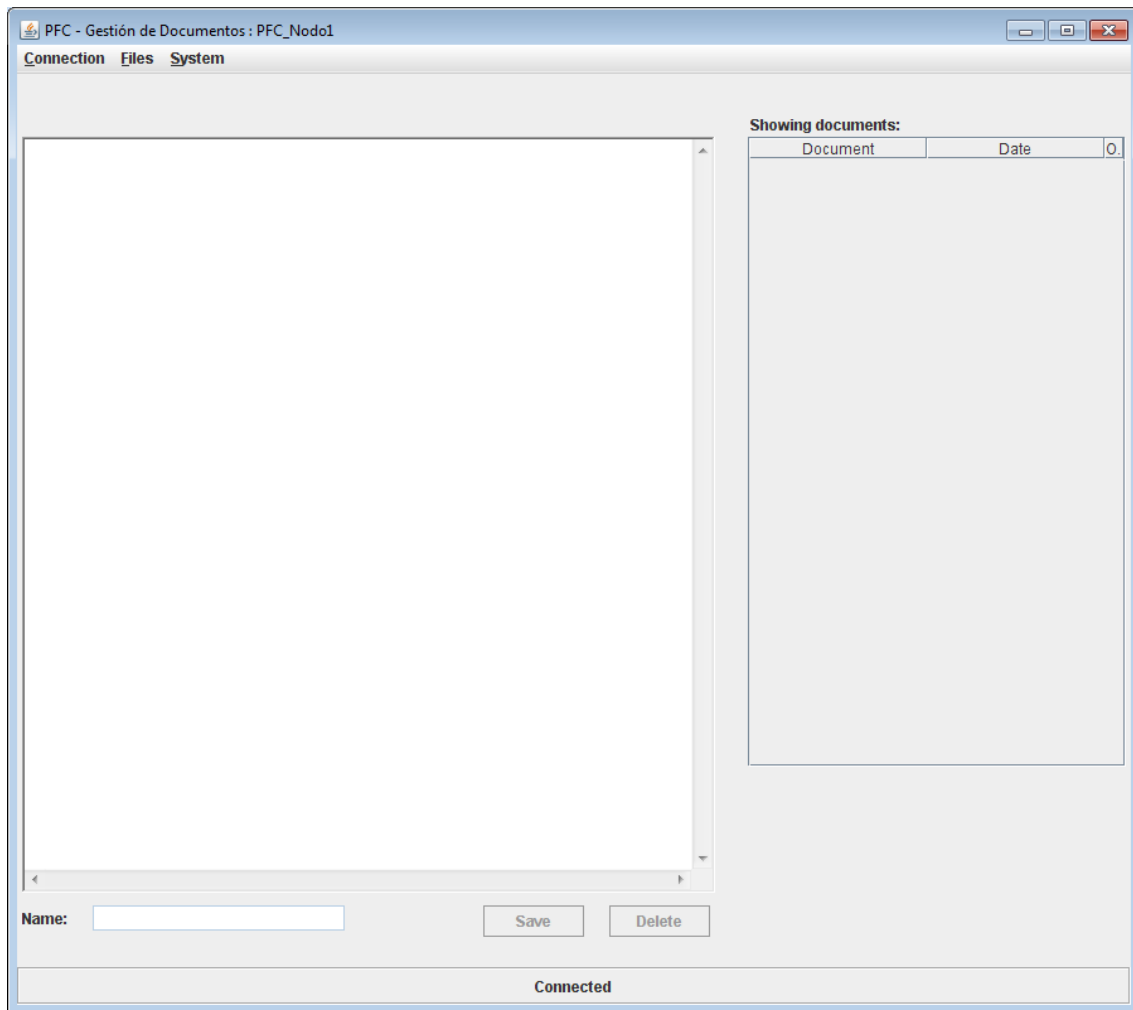 PFC - Gestión de Documentos : PFC_Nodo1
Connection Files System
Showing documents:
Document Date O.
Name: Save Delete
Connected